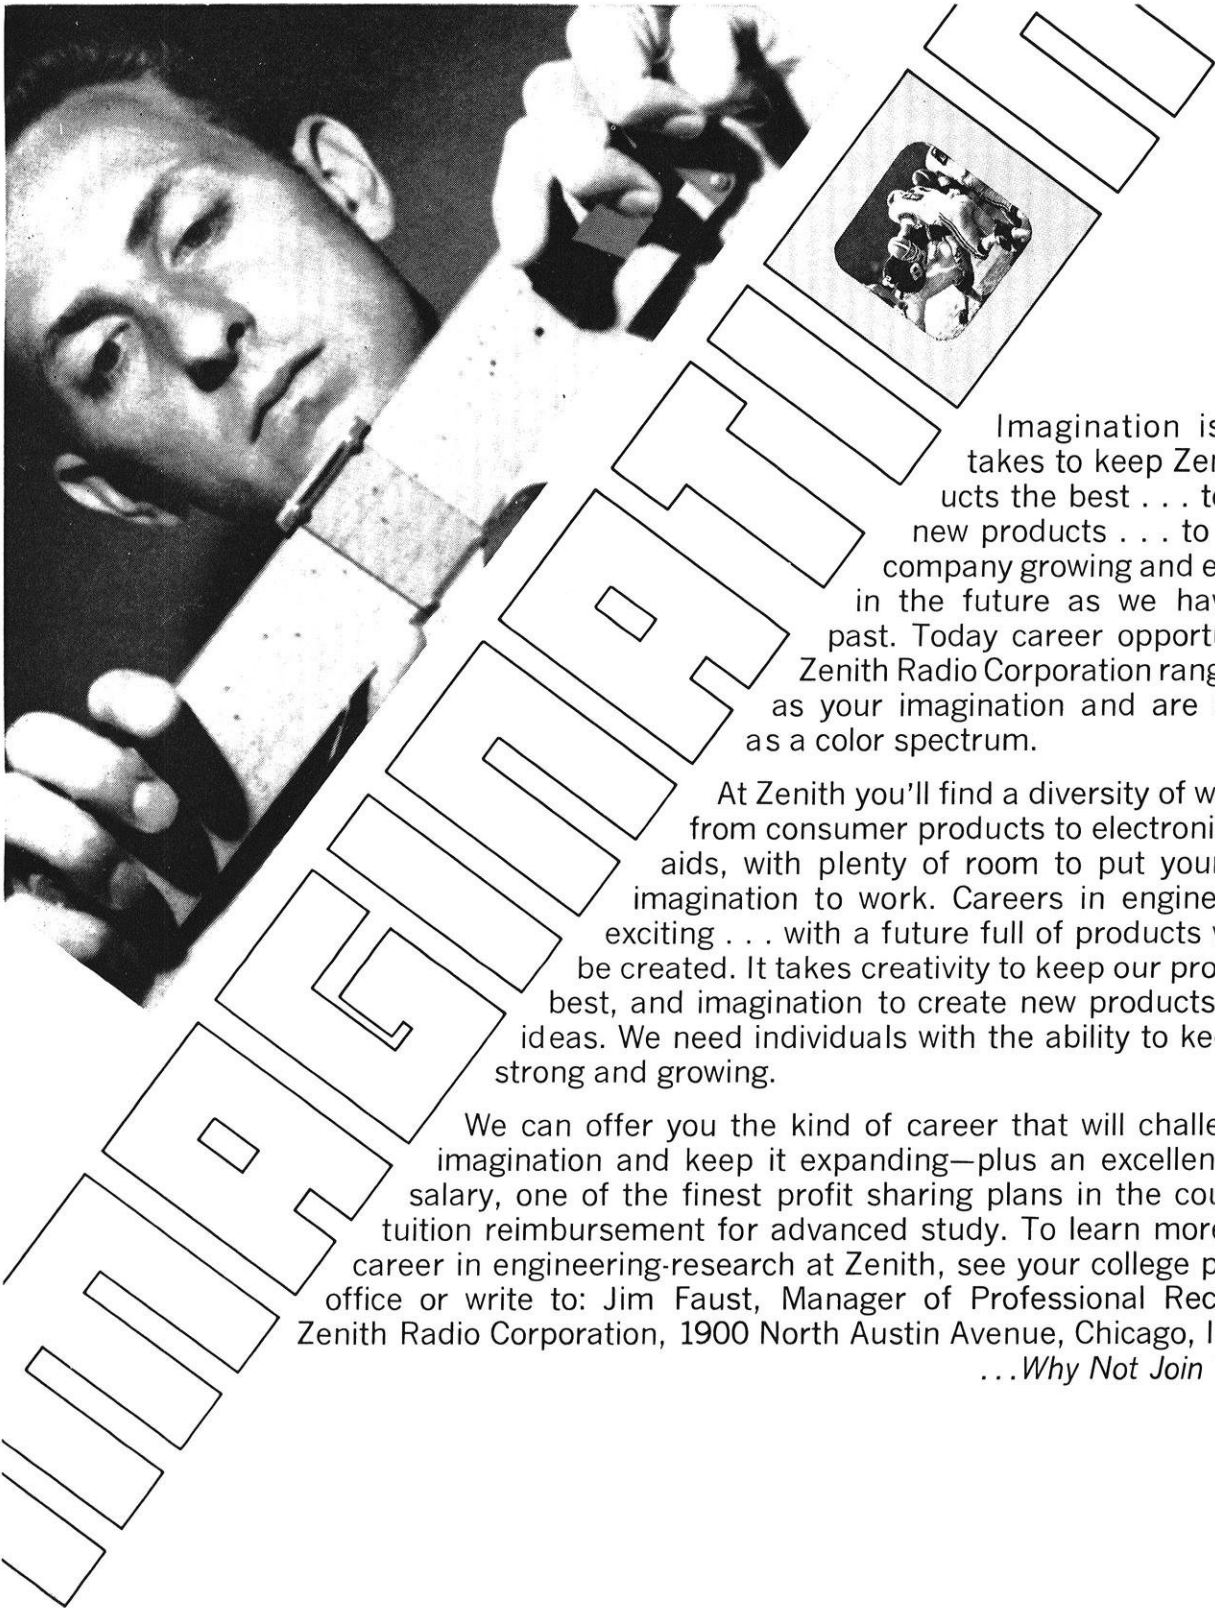 IMAGINATION
Imagination is
takes to keep Zen
ucts the best . . . to
new products . . . to
company growing and e
in the future as we hav
past. Today career opportu
Zenith Radio Corporation rang
as your imagination and are
as a color spectrum.
At Zenith you'll find a diversity of w
from consumer products to electroni
aids, with plenty of room to put your
imagination to work. Careers in engine
exciting . . . with a future full of products
be created. It takes creativity to keep our pro
best, and imagination to create new products
ideas. We need individuals with the ability to ke
strong and growing.
We can offer you the kind of career that will challe
imagination and keep it expanding—plus an excellen
salary, one of the finest profit sharing plans in the cou
tuition reimbursement for advanced study. To learn more
career in engineering-research at Zenith, see your college p
office or write to: Jim Faust, Manager of Professional Rec
Zenith Radio Corporation, 1900 North Austin Avenue, Chicago, I
...Why Not Join